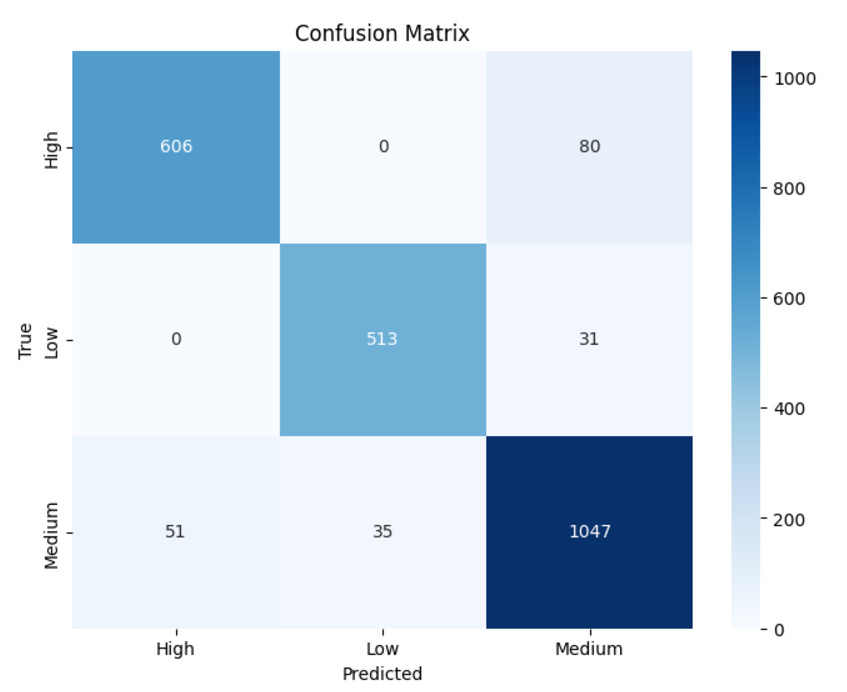 Confusion Matrix
High
606
0
80
Low
0
513
31
Medium
51
35
1047
True
High
Low
Medium
Predicted
1000
800
600
400
200
0